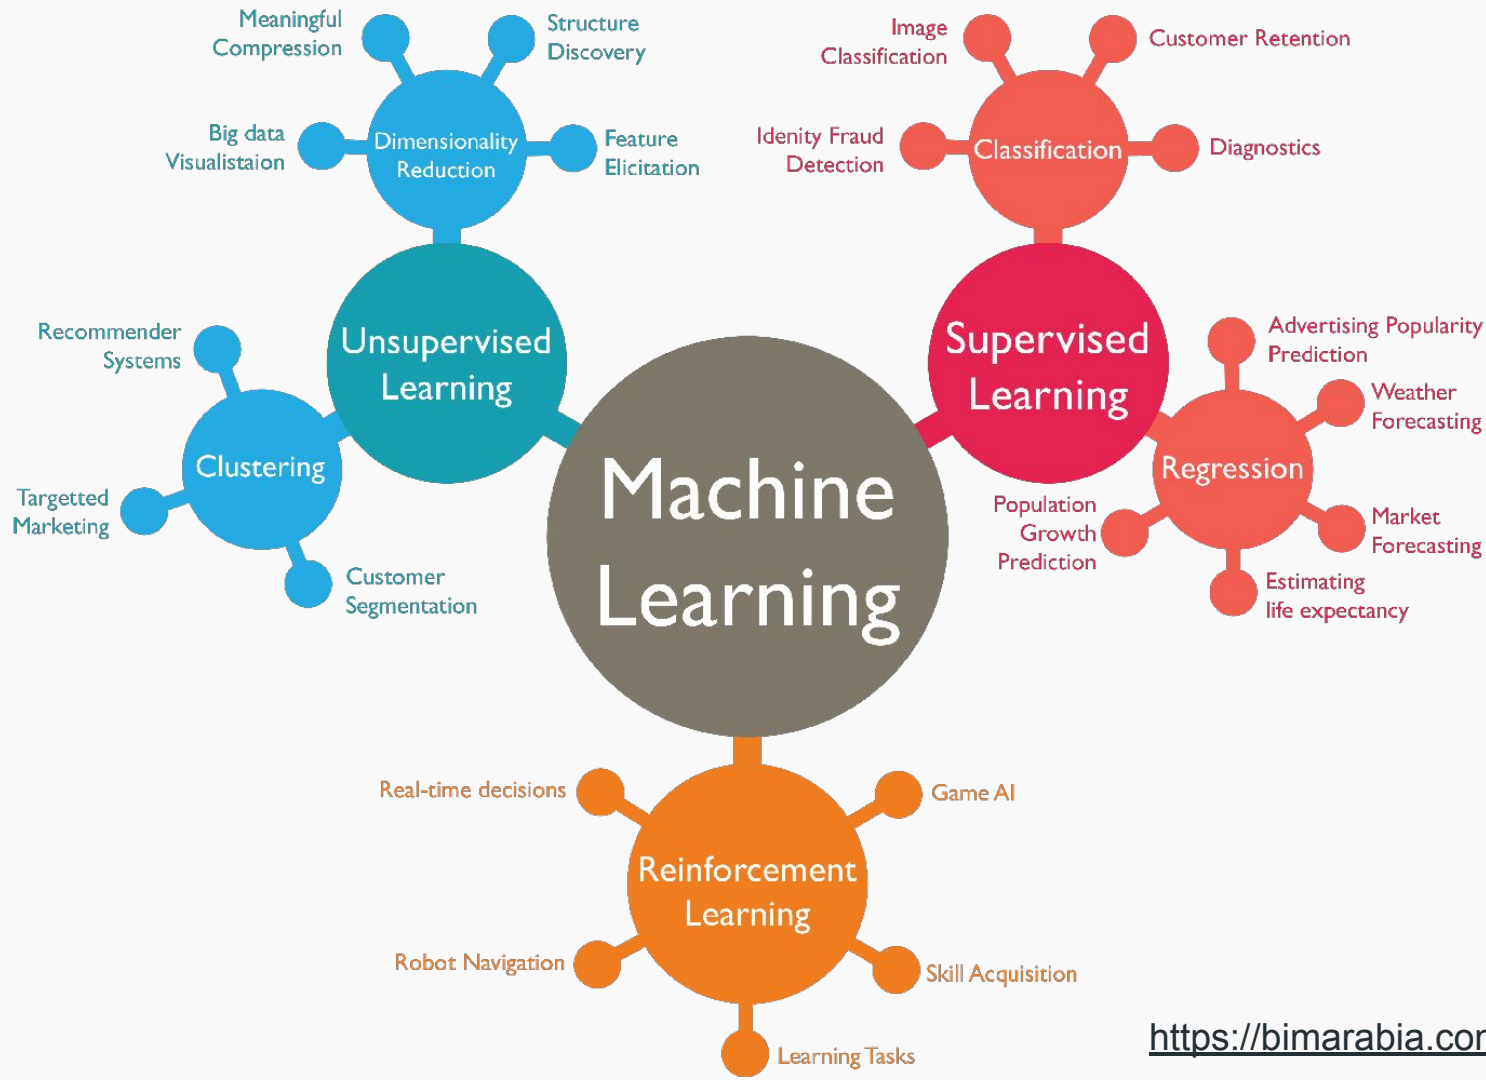 Meaningful
Compression
Structure
Discovery
Big data
Visualistaion
Dimensionality
Reduction
Feature
Elicitation
Image
Classification
Customer Retention
Idenity Fraud
Detection
Classification
Diagnostics
Unsupervised
Learning
Recommender
Systems
Clustering
Targetted
Marketing
Customer
Segmentation
Supervised
Learning
Advertising Popularity
Prediction
Weather
Forecasting
Regression
Population
Growth
Prediction
Market
Forecasting
Estimating
life expectancy
Machine
Learning
Real-time decisions
Game AI
Reinforcement
Learning
Robot Navigation
Skill Acquisition
Learning Tasks
https://bimarabia.con